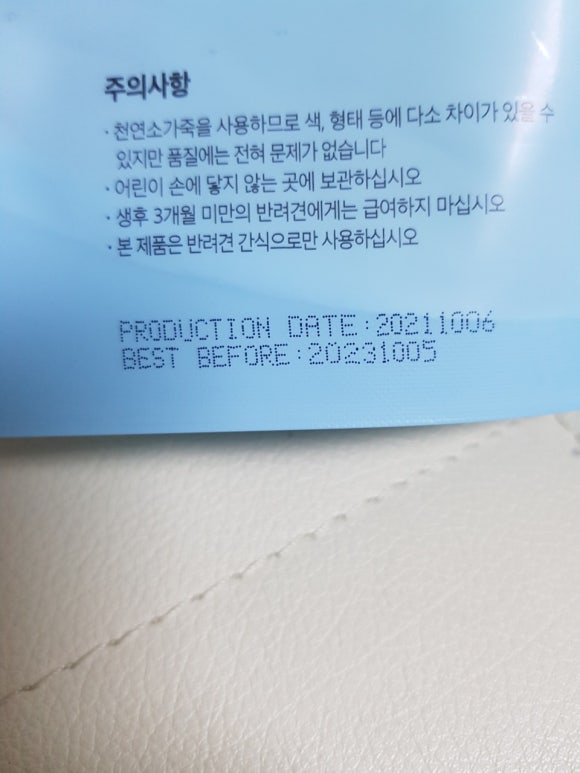 주의사항
· 천연소가죽을 사용하므로 색, 형태 등에 다소 차이가 있을 수
있지만 품질에는 전혀 문제가 없습니다
· 어린이 손에 닿지 않는 곳에 보관하십시오
· 생후 3개월 미만의 반려견에게는 급여하지 마십시오
· 본 제품은 반려견 간식으로만 사용하십시오
PRODUCTION DATE:20211006
BEST BEFORE:20231005